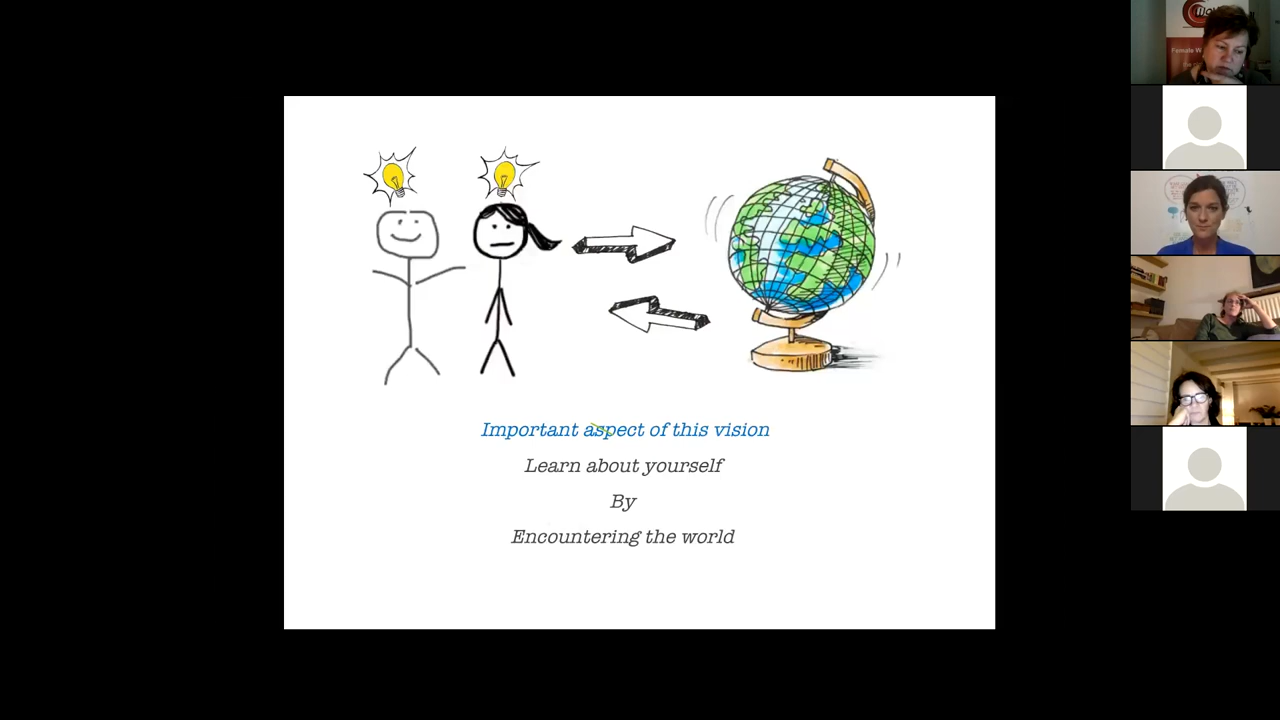 Important aspect of this vision
Learn about yourself
By
Encountering the world